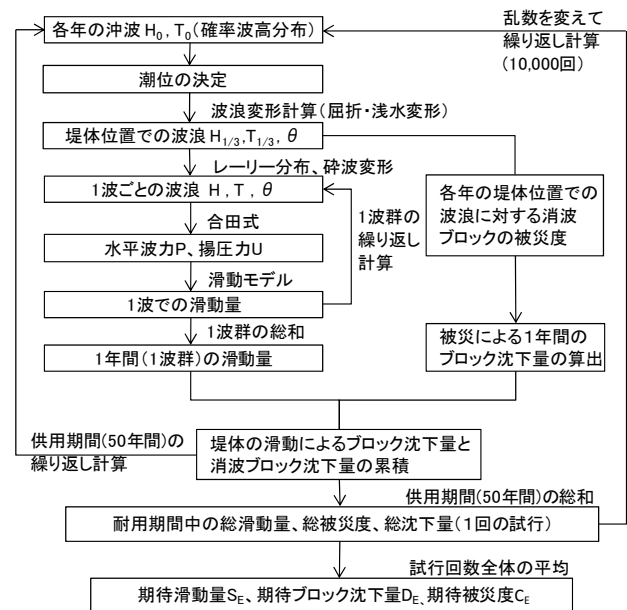 各年の沖波H₀, T₀(確率波高分布)
乱数を変えて
繰り返し計算
(10,000回)
潮位の決定
波浪変形計算(屈折・浅水変形)
堤体位置での波浪H₁/₃,T₁/₃, θ
レーリー分布、砕波変形
1波ごとの波浪 H, T, θ
合田式
水平波力P、揚圧力U
滑動モデル
1波での滑動量
1波群の
繰り返し
計算
1波群の総和
1年間(1波群)の滑動量
各年の堤体位置での
波浪に対する消波
ブロックの被災度
被災による1年間の
ブロック沈下量の算出
供用期間(50年間)の
繰り返し計算
堤体の滑動によるブロック沈下量と
消波ブロック沈下量の累積
供用期間(50年間)の総和
耐用期間中の総滑動量、総被災度、総沈下量(1回の試行)
試行回数全体の平均
期待滑動量S_E、期待ブロック沈下量D_E、期待被災度C_E